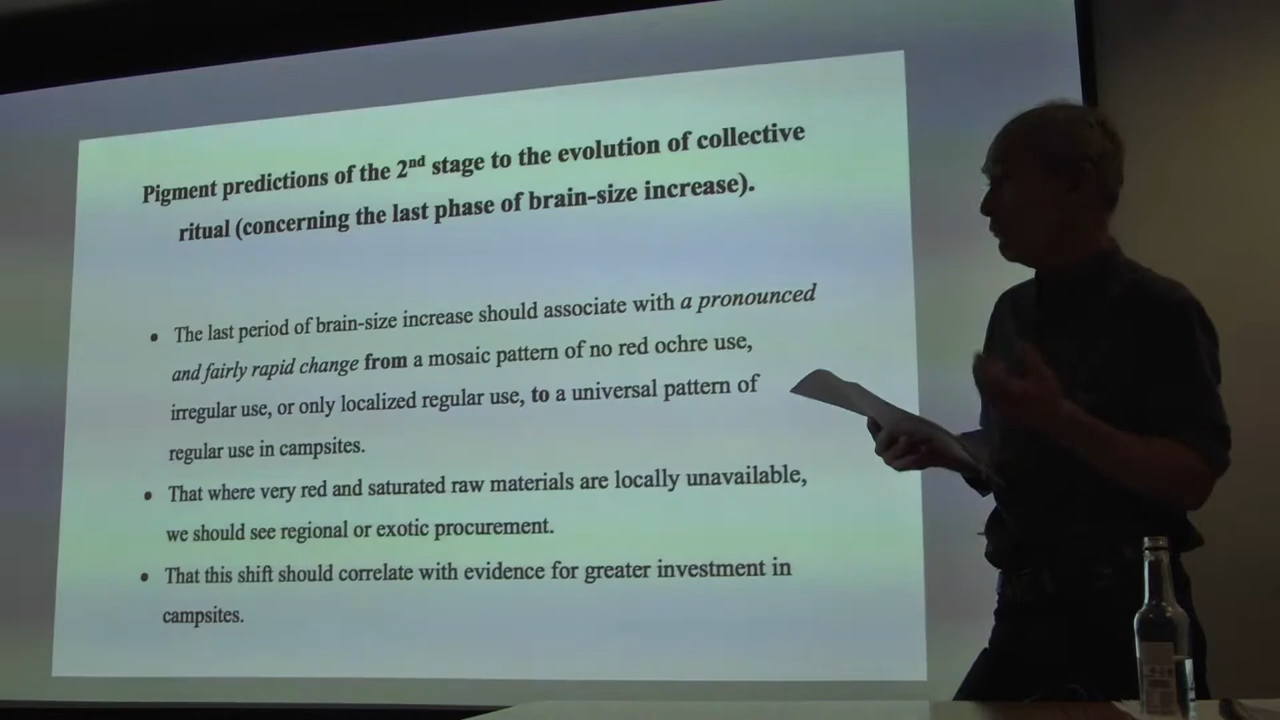 Pigment predictions of the 2nd stage to the evolution of collective
ritual (concerning the last phase of brain-size increase).
• The last period of brain-size increase should associate with a pronounced
and fairly rapid change from a mosaic pattern of no red ochre use,
irregular use, or only localized regular use, to a universal pattern of
regular use in campsites.
• That where very red and saturated raw materials are locally unavailable,
we should see regional or exotic procurement.
• That this shift should correlate with evidence for greater investment in
campsites.